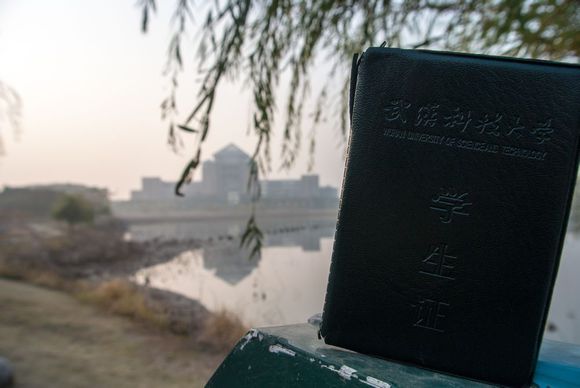 武汉科技大学
WUHAN UNIVERSITY OF SCIENCE AND TECHNOLOGY
学
生
证